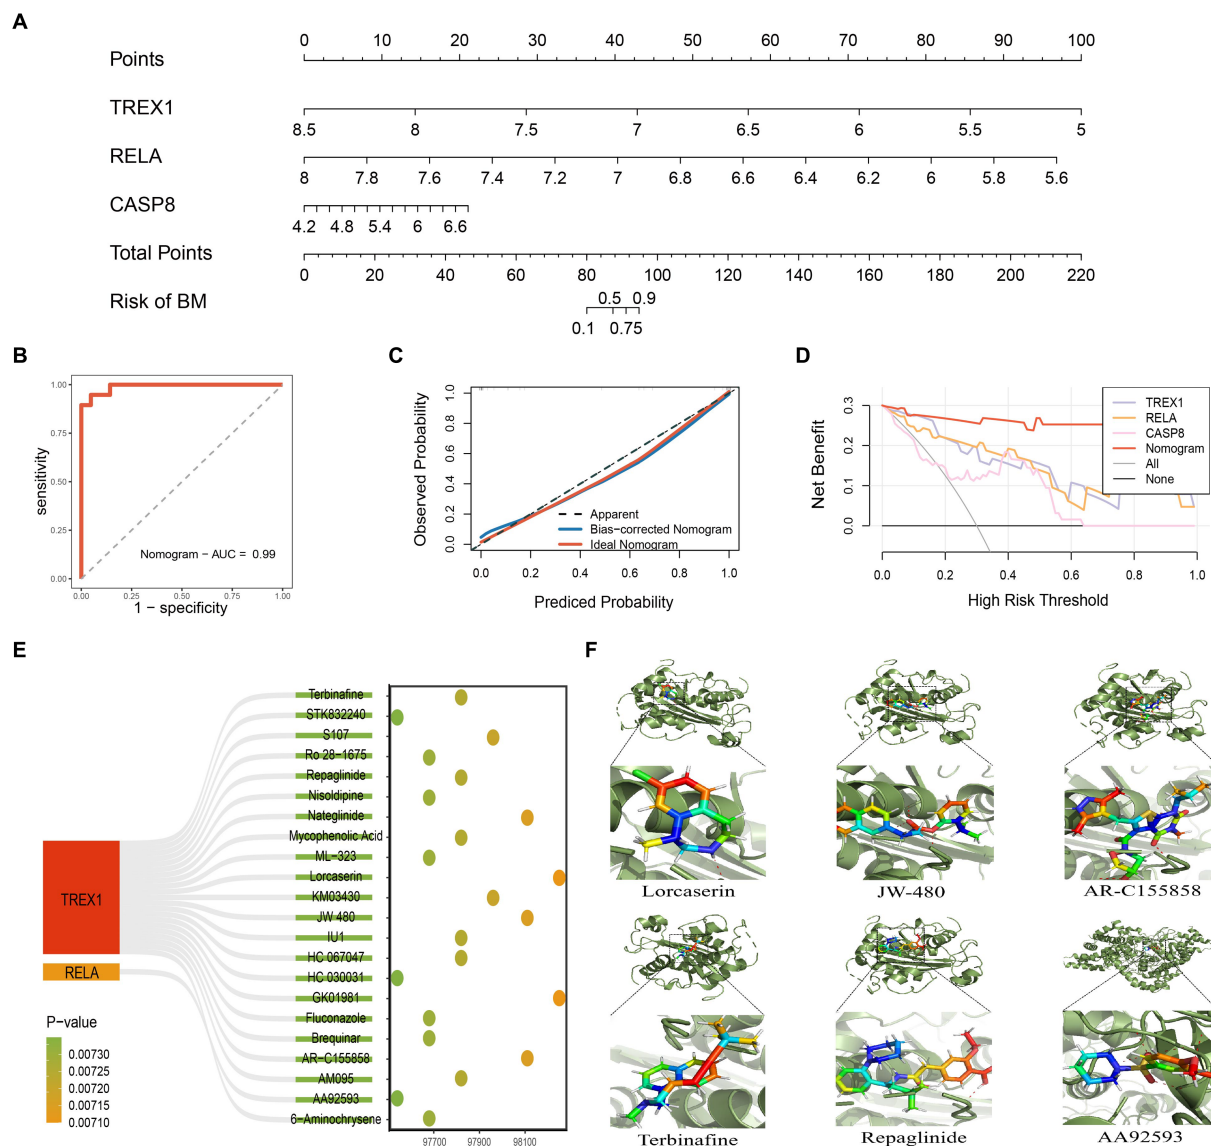 A
Points
0 10 20 30 40 50 60 70 80 90 100
TREX1
8.5 8 7.5 7 6.5 6 5.5 5
RELA
8 7.8 7.6 7.4 7.2 7 6.8 6.6 6.4 6.2 6 5.8 5.6
CASP8
4.2 4.8 5.4 6 6.6
Total Points
0 20 40 60 80 100 120 140 160 180 200 220
Risk of BM
0.5 0.9
0.1 0.75
B
1.00
0.75
0.50
0.25
0.00
sensitivity
Nomogram − AUC = 0.99
0.00 0.25 0.50 0.75 1.00
1 − specificity
C
Observed Probability
1.0
0.8
0.6
0.4
0.2
0.0
Apparent
Bias−corrected Nomogram
Ideal Nomogram
0.0 0.2 0.4 0.6 0.8 1.0
Prediced Probability
D
Net Benefit
0.3
0.2
0.1
0.0
TREX1
RELA
CASP8
Nomogram
All
None
0.0 0.2 0.4 0.6 0.8 1.0
High Risk Threshold
E
TREX1
RELA
P−value
0.00730
0.00725
0.00720
0.00715
0.00710
Terbinafine
STK832240
S107
Ro 28−1675
Repaglinide
Nisoldipine
Nateglinide
Mycophenolic Acid
ML−323
Lorcaserin
KM03430
JW 480
IU1
HC 067047
HC 030031
GK01981
Fluconazole
Brequinar
AR−C155858
AM095
AA92593
6−Aminochrysene
97700 97900 98100
F
Lorcaserin
JW-480
AR-C155858
Terbinafine
Repaglinide
AA92593